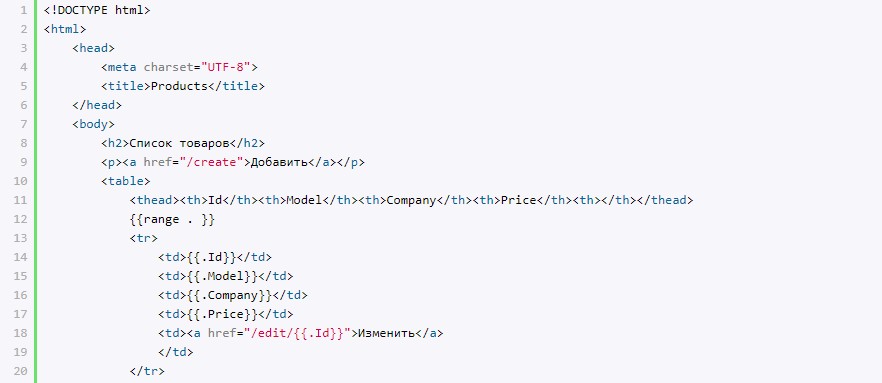 1 <!DOCTYPE html>
2 <html>
3     <head>
4         <meta charset="UTF-8">
5         <title>Products</title>
6     </head>
7     <body>
8         <h2>Список товаров</h2>
9         <p><a href="/create">Добавить</a></p>
10         <table>
11             <thead><th>Id</th><th>Model</th><th>Company</th><th>Price</th><th></th></thead>
12             {{range . }}
13             <tr>
14                 <td>{{.Id}}</td>
15                 <td>{{.Model}}</td>
16                 <td>{{.Company}}</td>
17                 <td>{{.Price}}</td>
18                 <td><a href="/edit/{{.Id}}">Изменить</a>
19                 </td>
20             </tr>